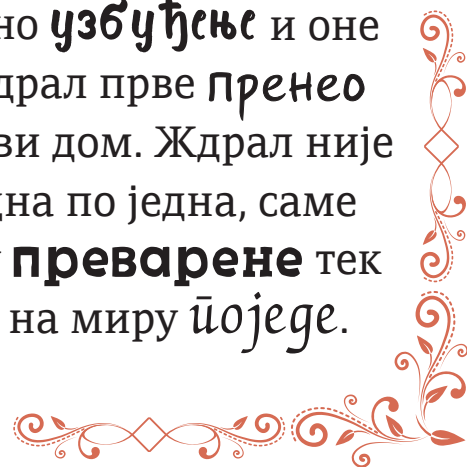 но узбуђење и оне
драл прве пренео
ви дом. Ждрал није
дна по једна, саме
преварене тек
на миру поједе.